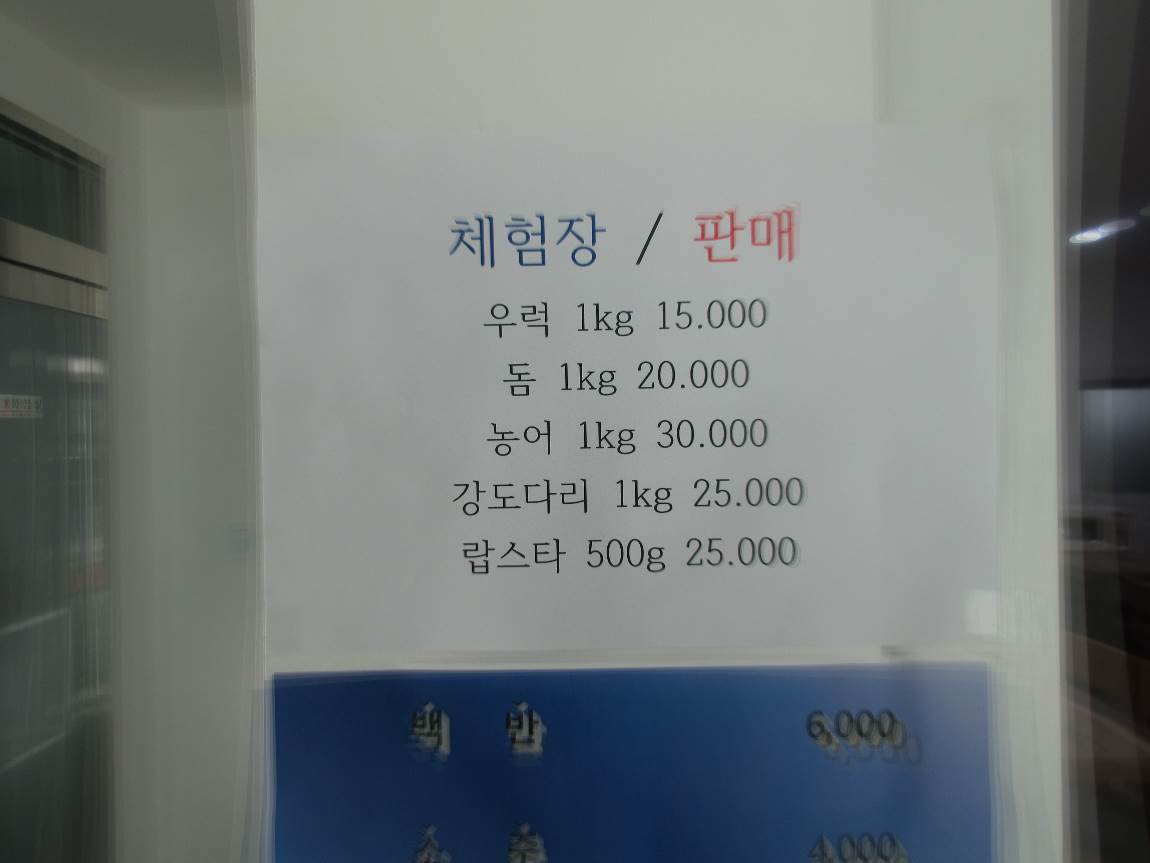 체험장 / 판매
우럭 1kg 15.000
돔 1kg 20.000
농어 1kg 30.000
강도다리 1kg 25.000
랍스타 500g 25.000
백 반 6,000
소 주 4,000